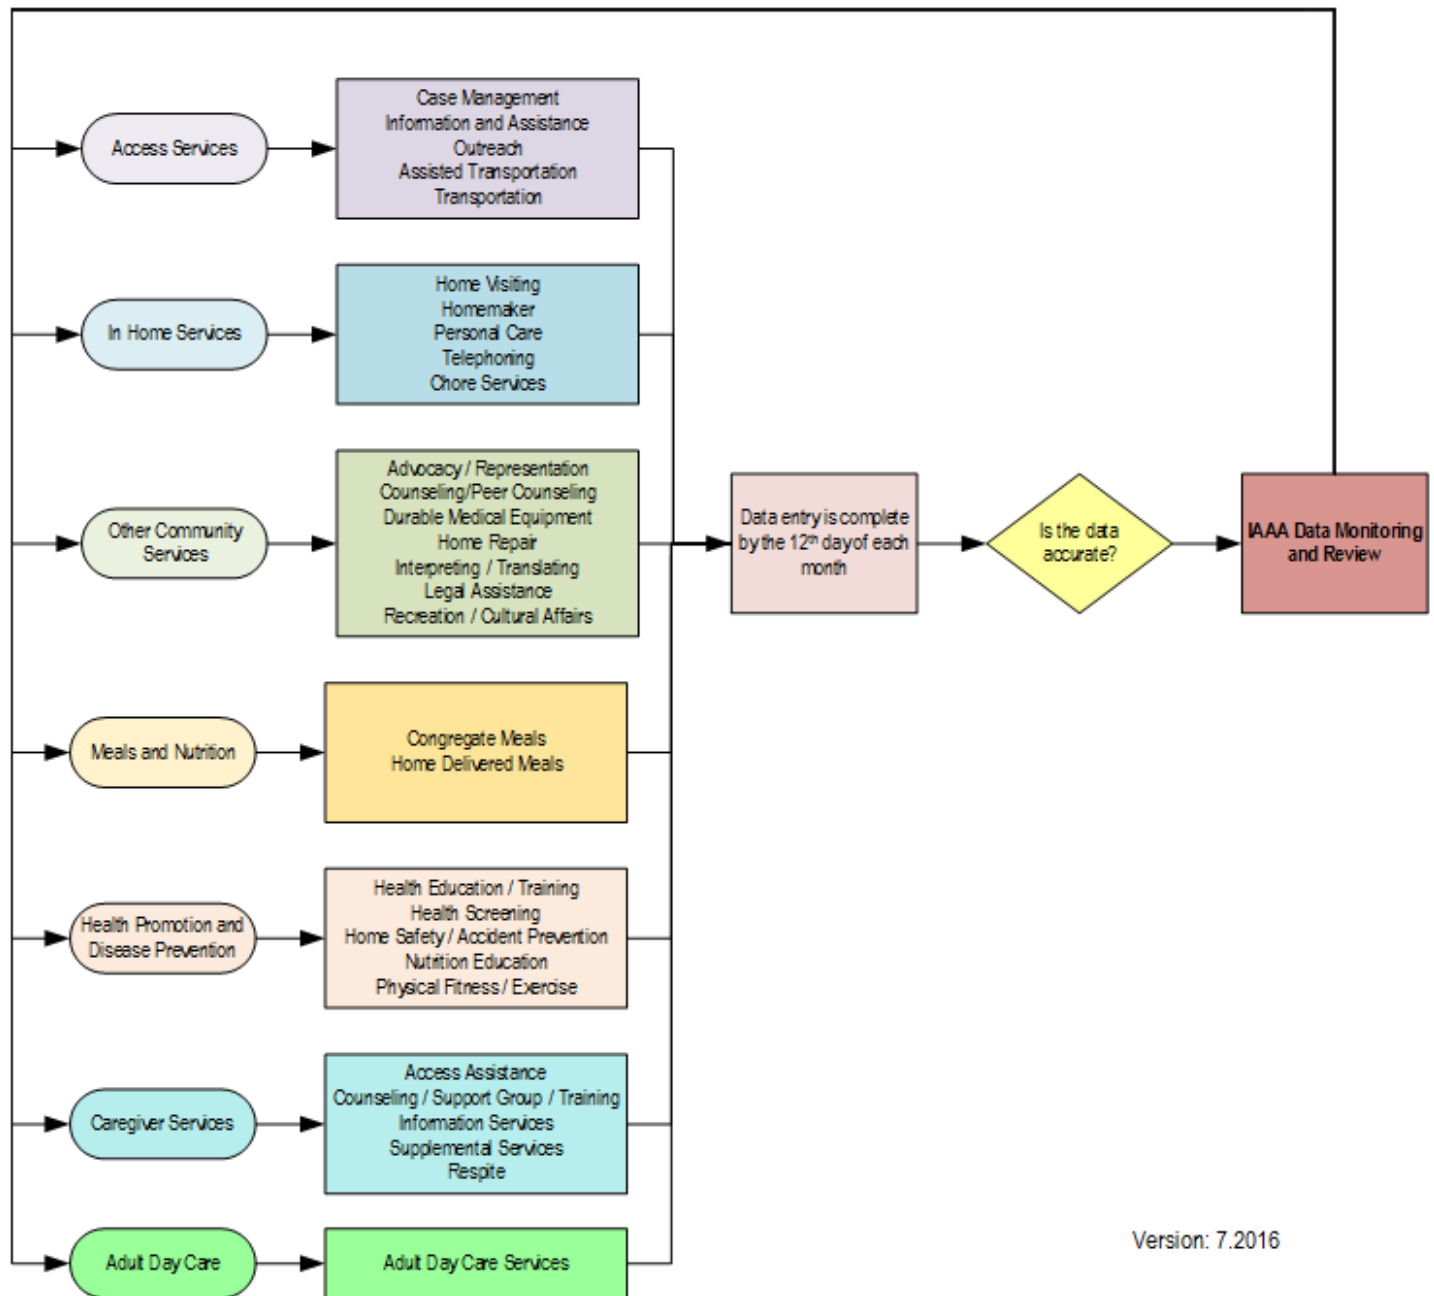 Access Services
Case Management
Information and Assistance
Outreach
Assisted Transportation
Transportation
In Home Services
Home Visiting
Homemaker
Personal Care
Telephoning
Chore Services
Other Community
Services
Advocacy / Representation
Counseling/Peer Counseling
Durable Medical Equipment
Home Repair
Interpreting / Translating
Legal Assistance
Recreation / Cultural Affairs
Data entry is complete
by the 12th day of each
month
Is the data
accurate?
IAAA Data Monitoring
and Review
Meals and Nutrition
Congregate Meals
Home Delivered Meals
Health Promotion and
Disease Prevention
Health Education / Training
Health Screening
Home Safety / Accident Prevention
Nutrition Education
Physical Fitness / Exercise
Caregiver Services
Access Assistance
Counseling / Support Group / Training
Information Services
Supplemental Services
Respite
Adult Day Care
Adult Day Care Services
Version: 7.2016